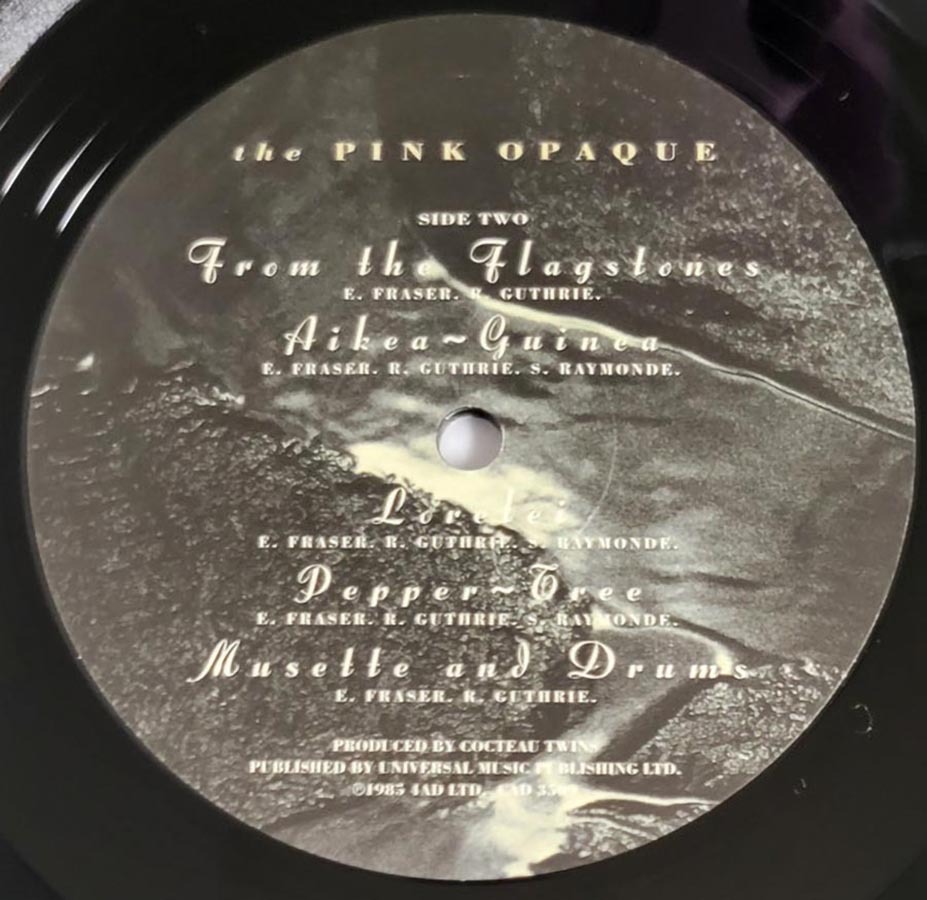 the PINK OPAQUE
SIDE TWO
From the Flagstones
E. FRASER. R. GUTHRIE.
Aikea~Guinea
E. FRASER. R. GUTHRIE. S. RAYMONDE.
Lorelei
E. FRASER. R. GUTHRIE. S. RAYMONDE.
Pepper~Tree
E. FRASER. R. GUTHRIE. S. RAYMONDE.
Musette and Drums
E. FRASER. R. GUTHRIE.
PRODUCED BY COCTEAU TWINS
PUBLISHED BY UNIVERSAL MUSIC PUBLISHING LTD.
℗1985 4AD LTD. CAD